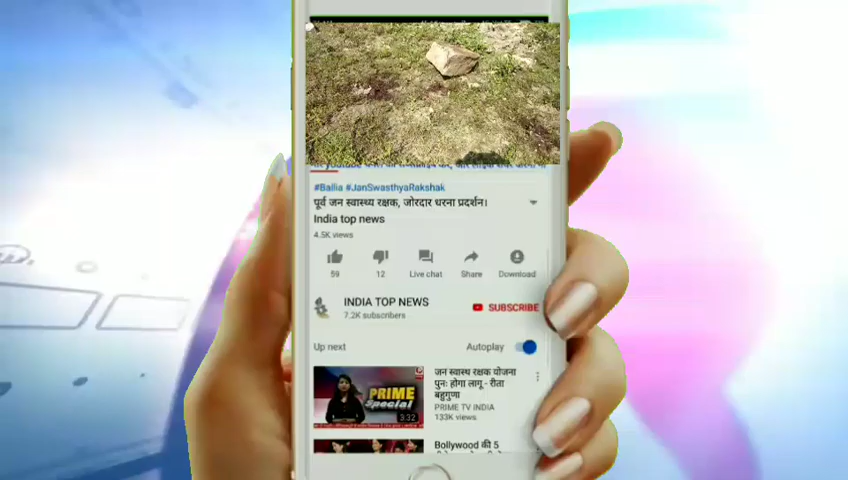 #Ballia #JanSwasthyaRakshak
पूर्व जन स्वास्थ्य रक्षक, जोरदार धरना प्रदर्शन।
India top news
4.5K views
59
12
Live chat
Share
Download
INDIA TOP NEWS
7.2K subscribers
SUBSCRIBE
Up next
Autoplay
जन स्वास्थ रक्षक योजना
पुनः होगा लागू - रीता
बहुगुणा
PRIME TV INDIA
133K views
PRIME
Special
3:32
Bollywood की 5